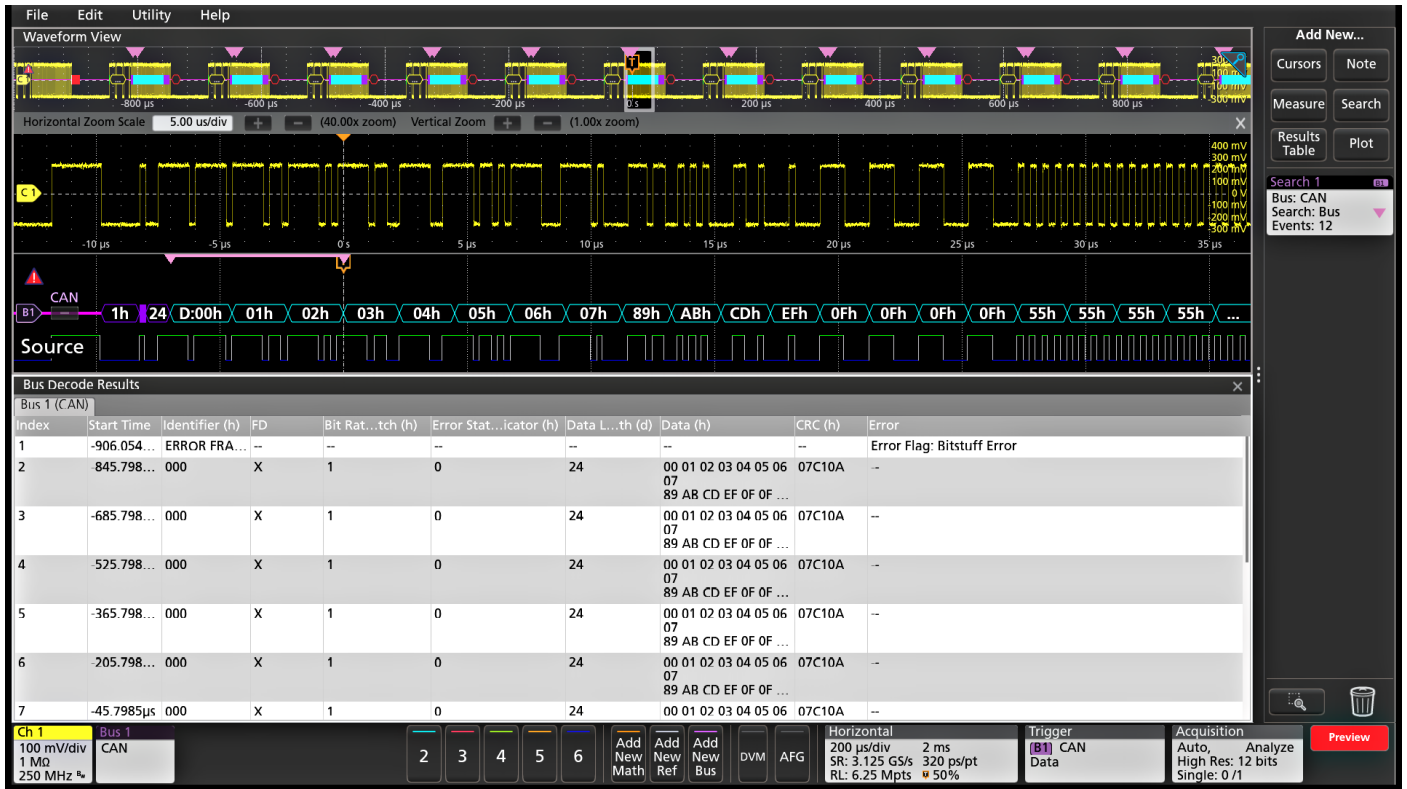 File Edit Utility Help
Waveform View
Add New...
Cursors Note
Measure Search
Results Table Plot
Search 1 B1
Bus: CAN
Search: Bus
Events: 12
C1
T
300 mV
100 mV
-300 mV
-800 µs -600 µs -400 µs -200 µs 0 s 200 µs 400 µs 600 µs 800 µs
Horizontal Zoom Scale 5.00 us/div + - (40.00x zoom) Vertical Zoom + - (1.00x zoom) X
400 mV
300 mV
200 mV
100 mV
0 V
-100 mV
-200 mV
-300 mV
C 1
-10 µs -5 µs 0 s 5 µs 10 µs 15 µs 20 µs 25 µs 30 µs 35 µs
CAN
B1 1h 24 D:00h 01h 02h 03h 04h 05h 06h 07h 89h ABh CDh EFh 0Fh 0Fh 0Fh 0Fh 55h 55h 55h 55h ...
Source
Bus Decode Results
Bus 1 (CAN)
Index Start Time Identifier (h) FD Bit Rat...tch (h) Error Stat...icator (h) Data L...th (d) Data (h) CRC (h) Error
1 -906.054... ERROR FRA... -- -- -- -- -- -- Error Flag: Bitstuff Error
2 -845.798... 000 X 1 0 24 00 01 02 03 04 05 06 07C10A --
07
89 AB CD EF 0F 0F ...
3 -685.798... 000 X 1 0 24 00 01 02 03 04 05 06 07C10A --
07
89 AB CD EF 0F 0F ...
4 -525.798... 000 X 1 0 24 00 01 02 03 04 05 06 07C10A --
07
89 AB CD EF 0F 0F ...
5 -365.798... 000 X 1 0 24 00 01 02 03 04 05 06 07C10A --
07
89 AB CD EF 0F 0F ...
6 -205.798... 000 X 1 0 24 00 01 02 03 04 05 06 07C10A --
07
89 AB CD EF 0F 0F ...
7 -45.7985µs 000 X 1 0 24 00 01 02 03 04 05 06 07C10A --
Ch 1
100 mV/div
1 MΩ
250 MHz
Bus 1
CAN
2 3 4 5 6
Add New Math
Add New Ref
Add New Bus
DVM AFG
Horizontal
200 µs/div 2 ms
SR: 3.125 GS/s 320 ps/pt
RL: 6.25 Mpts 50%
Trigger
B1 CAN
Data
Acquisition
Auto, Analyze
High Res: 12 bits
Single: 0 /1
Preview